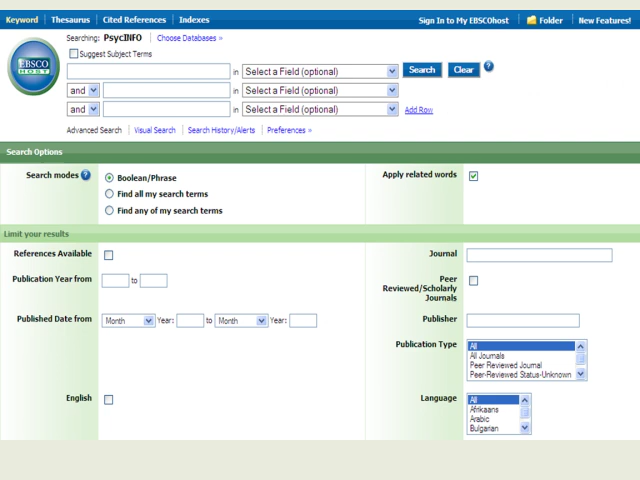 Keyword Thesaurus Cited References Indexes Sign In to My EBSCOhost Folder New Features!
EBSCO
HOST
Searching: PsycINFO Choose Databases »
Suggest Subject Terms
in Select a Field (optional) Search Clear ?
and in Select a Field (optional)
and in Select a Field (optional) Add Row
Advanced Search Visual Search Search History/Alerts Preferences »
Search Options
Search modes ? Boolean/Phrase Apply related words
Find all my search terms
Find any of my search terms
Limit your results
References Available Journal
Publication Year from to Peer
Reviewed/Scholarly
Journals
Published Date from Month Year: to Month Year: Publisher
Publication Type All
All Journals
Peer Reviewed Journal
Peer-Reviewed Status-Unknown
English Language All
Afrikaans
Arabic
Bulgarian